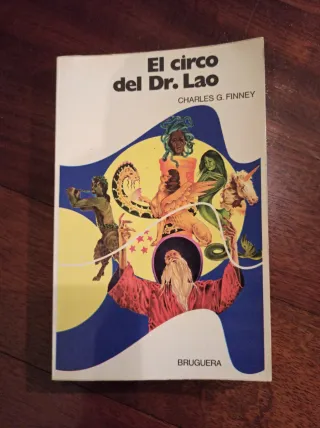 El circo
del Dr. Lao
CHARLES G. FINNEY
BRUGUERA